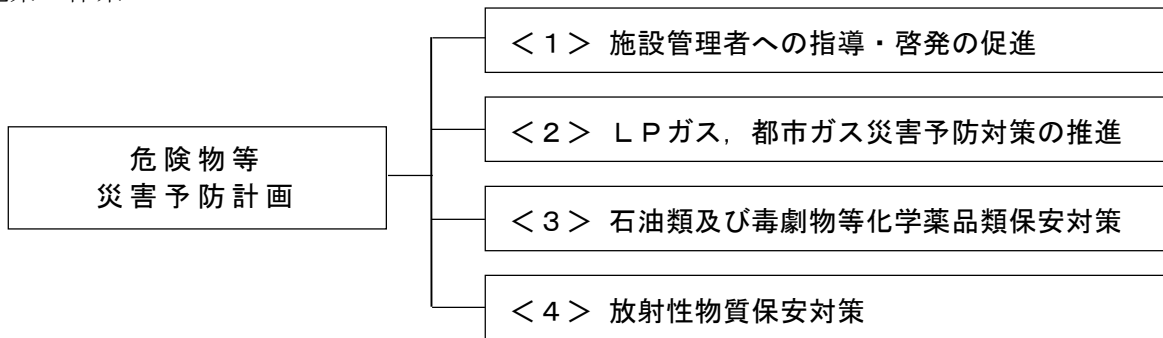 ＜１＞ 施設管理者への指導・啓発の促進
＜２＞ ＬＰガス，都市ガス災害予防対策の推進
危険物等
災害予防計画
＜３＞ 石油類及び毒劇物等化学薬品類保安対策
＜４＞ 放射性物質保安対策